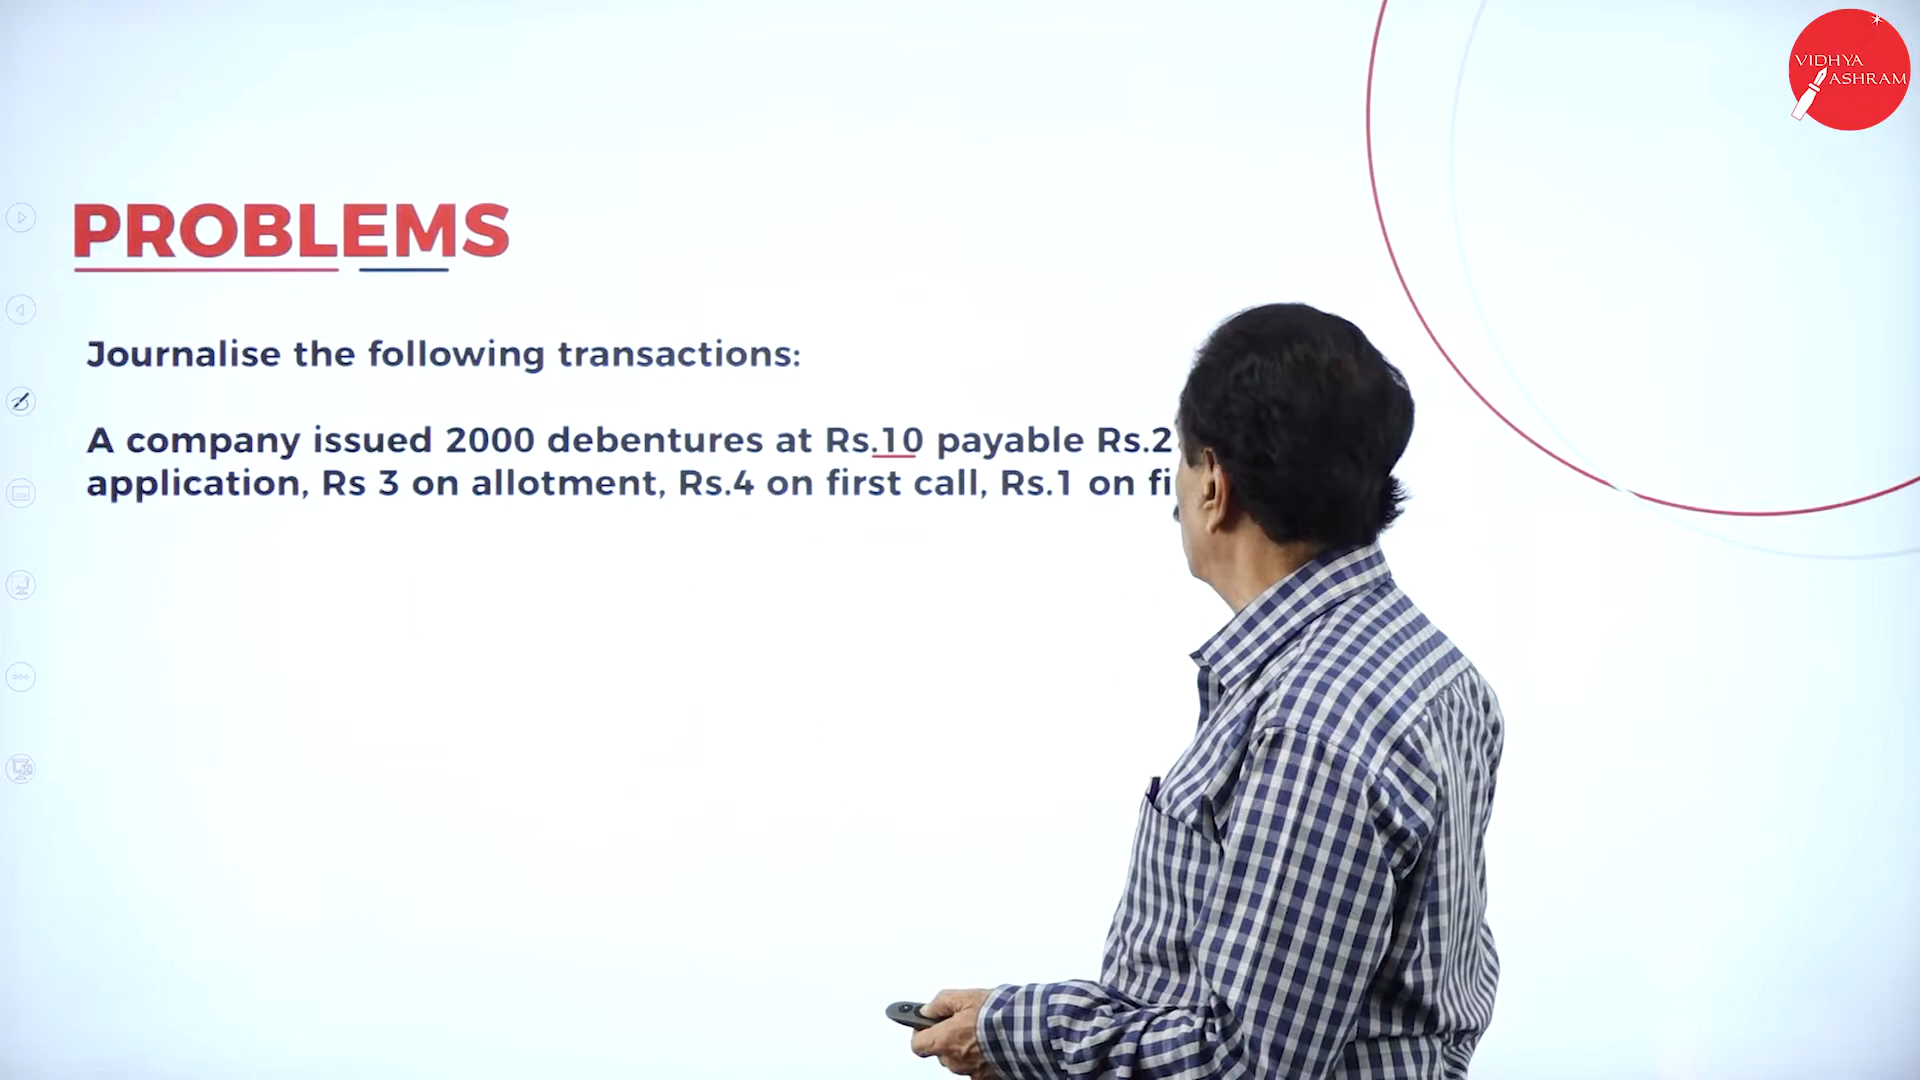 VIDHYA
ASHRAM
PROBLEMS
Journalise the following transactions:
A company issued 2000 debentures at Rs.10 payable Rs.2
application, Rs 3 on allotment, Rs.4 on first call, Rs.1 on